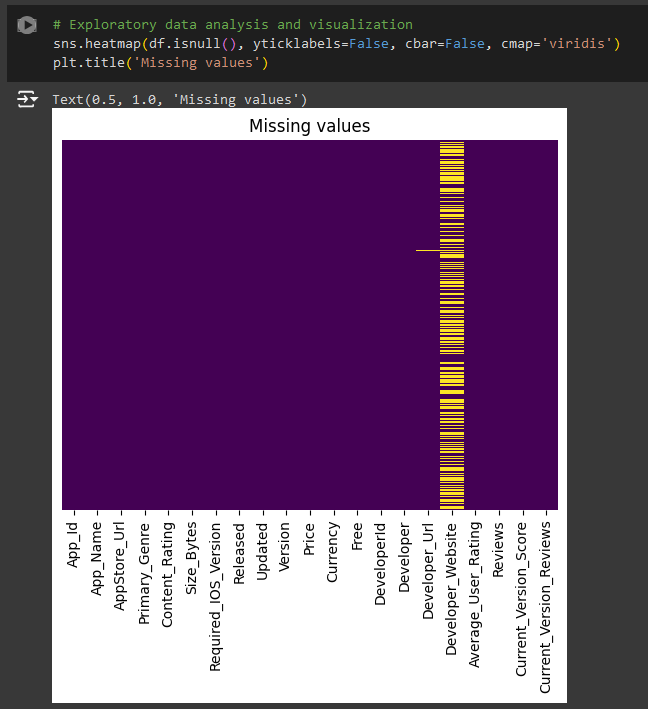 # Exploratory data analysis and visualization
sns.heatmap(df.isnull(), yticklabels=False, cbar=False, cmap='viridis')
plt.title('Missing values')
Text(0.5, 1.0, 'Missing values')
Missing values
App_Id
App_Name
AppStore_Url
Primary_Genre
Content_Rating
Size_Bytes
Required_IOS_Version
Released
Updated
Version
Price
Currency
Free
DeveloperId
Developer
Developer_Url
Developer_Website
Average_User_Rating
Reviews
Current_Version_Score
Current_Version_Reviews